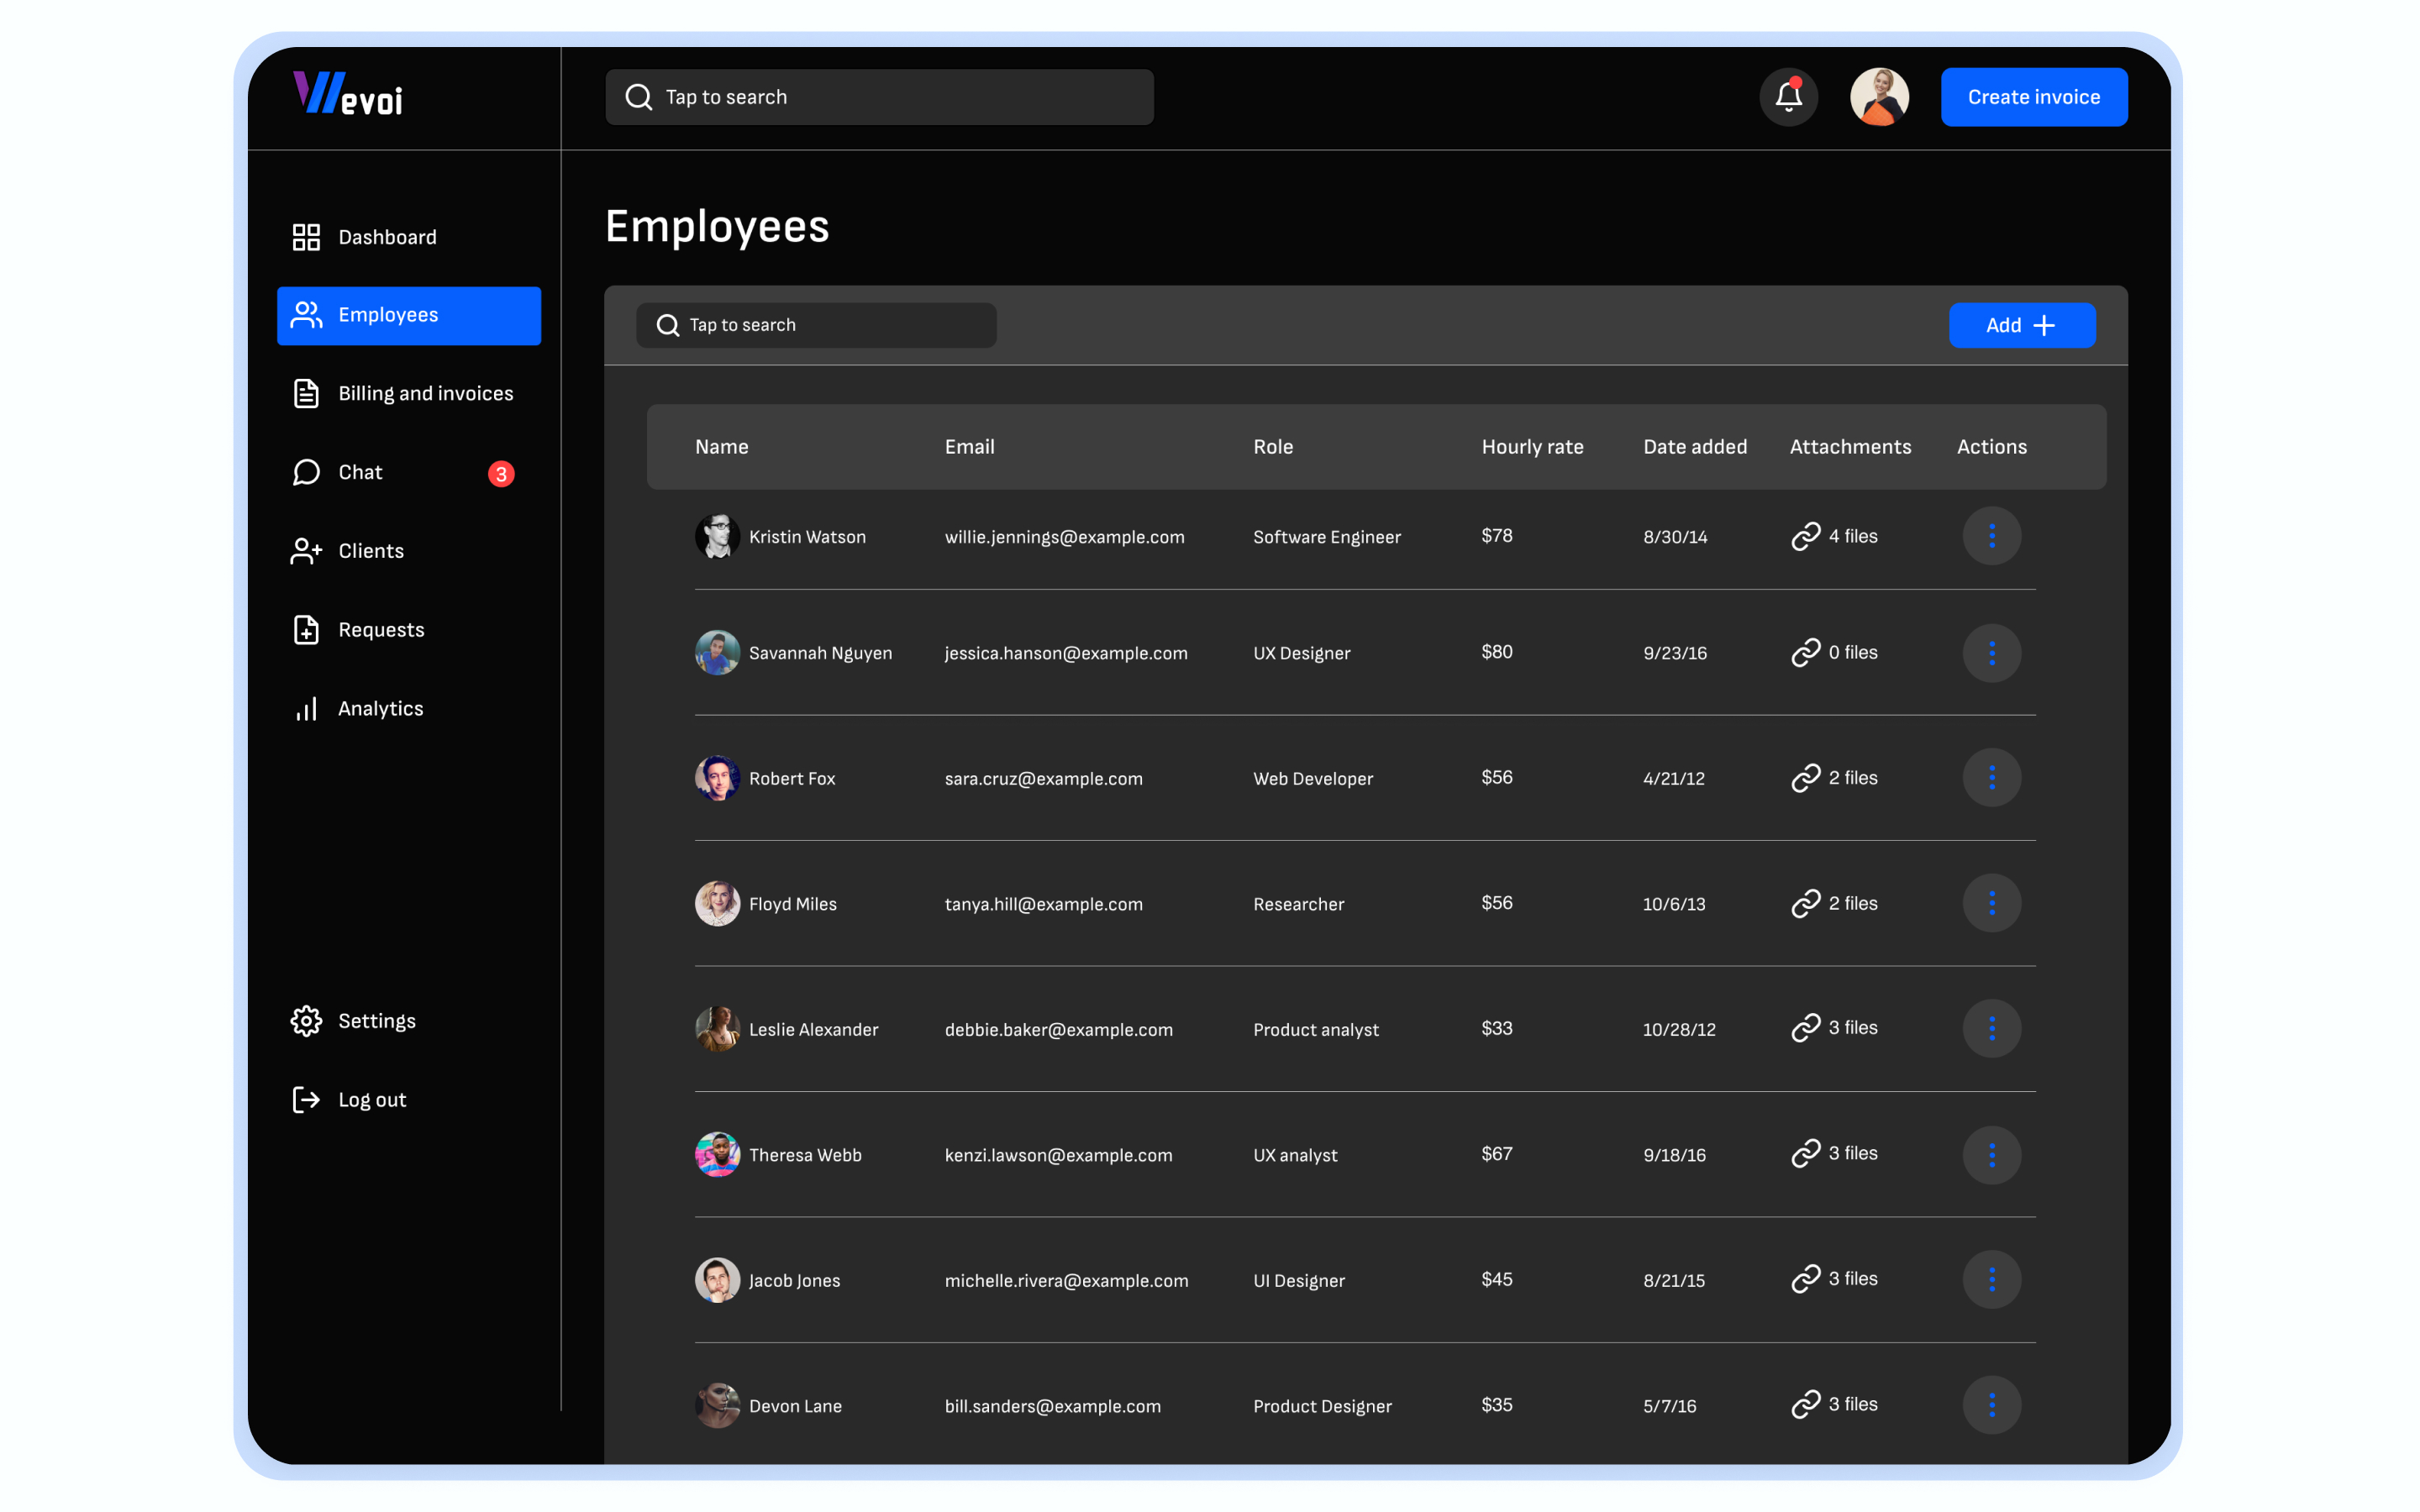 Wevoi
Tap to search
Create invoice
Dashboard
Employees
Billing and invoices
Chat 3
Clients
Requests
Analytics
Settings
Log out
Employees
Tap to search
Add
Name Email Role Hourly rate Date added Attachments Actions
Kristin Watson willie.jennings@example.com Software Engineer $78 8/30/14 4 files
Savannah Nguyen jessica.hanson@example.com UX Designer $80 9/23/16 0 files
Robert Fox sara.cruz@example.com Web Developer $56 4/21/12 2 files
Floyd Miles tanya.hill@example.com Researcher $56 10/6/13 2 files
Leslie Alexander debbie.baker@example.com Product analyst $33 10/28/12 3 files
Theresa Webb kenzi.lawson@example.com UX analyst $67 9/18/16 3 files
Jacob Jones michelle.rivera@example.com UI Designer $45 8/21/15 3 files
Devon Lane bill.sanders@example.com Product Designer $35 5/7/16 3 files